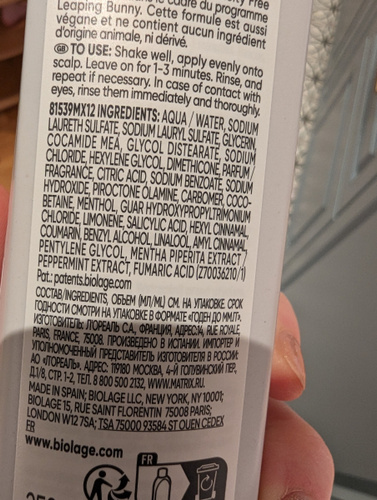 le cadre du programme
Leaping Bunny. Cette formule est aussi
végane et ne contient aucun ingrédient
d'origine animale, ni dérivé.
GB TO USE: Shake well, apply evenly onto
scalp. Leave on for 1-3 minutes. Rinse, and
repeat if necessary. In case of contact with
eyes, rinse them immediately and thoroughly.
81539MX12 INGREDIENTS: AQUA / WATER, SODIUM
LAURETH SULFATE, SODIUM LAURYL SULFATE, GLYCERIN,
COCAMIDE MEA, GLYCOL DISTEARATE, SODIUM
CHLORIDE, HEXYLENE GLYCOL, DIMETHICONE, PARFUM /
FRAGRANCE, CITRIC ACID, SODIUM BENZOATE, SODIUM
HYDROXIDE, PIROCTONE OLAMINE, CARBOMER, COCO-
BETAINE, MENTHOL, GUAR HYDROXYPROPYLTRIMONIUM
CHLORIDE, LIMONENE, SALICYLIC ACID, HEXYL CINNAMAL,
COUMARIN, BENZYL ALCOHOL, LINALOOL, AMYL CINNAMAL,
PENTYLENE GLYCOL, MENTHA PIPERITA EXTRACT /
PEPPERMINT EXTRACT, FUMARIC ACID (Z70036210/1)
Pat.: patents.biolage.com
СОСТАВ/INGREDIENTS, ОБЪЕМ (МЛ/ML) СМ. НА УПАКОВКЕ. СРОК
ГОДНОСТИ СМОТРИ НА УПАКОВКЕ В ФОРМАТЕ «ГОДЕН ДО ММ.ГГ».
ИЗГОТОВИТЕЛЬ: ЛОРЕАЛЬ С.А., ФРАНЦИЯ, АДРЕС:14, RUE ROYALE
PARIS, FRANCE, 75008. ПРОИЗВЕДЕНО В ИСПАНИИ. ИМПОРТЕР И
УПОЛНОМОЧЕННЫЙ ПРЕДСТАВИТЕЛЬ ИЗГОТОВИТЕЛЯ В РОССИИ:
АО «ЛОРЕАЛЬ». АДРЕС: 119180 МОСКВА, 4-Й ГОЛУТВИНСКИЙ ПЕР.,
Д.1/8, СТР. 1-2, ТЕЛ. 8 800 500 2132, WWW.MATRIX.RU.
MADE IN SPAIN; BIOLAGE LLC, NEW YORK, NY 10001;
BIOLAGE 15, RUE SAINT FLORENTIN 75008 PARIS;
LONDON W12 7SA; TSA 75000 93584 ST OUEN CEDEX
FR
www.biolage.com
FR